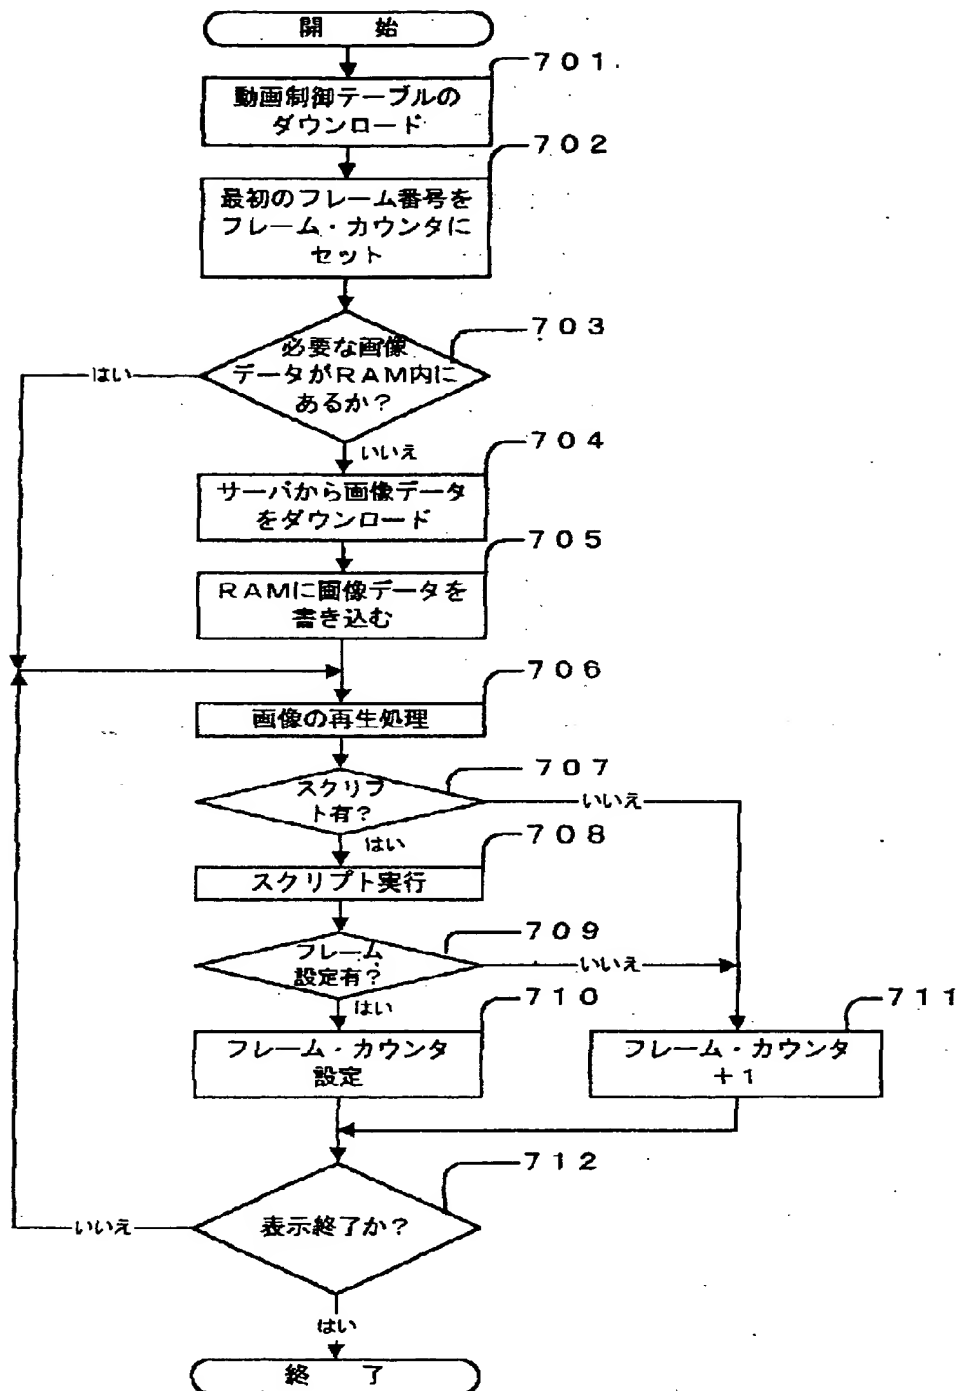 開 始
701
動画制御テーブルの
ダウンロード
702
最初のフレーム番号を
フレーム・カウンタに
セット
703
必要な画像
データがRAM内に
あるか?
はい
いいえ
704
サーバから画像データ
をダウンロード
705
RAMに画像データを
書き込む
706
画像の再生処理
707
スクリプ
ト有?
いいえ
はい
708
スクリプト実行
709
フレーム
設定有?
いいえ
はい
710
フレーム・カウンタ
設定
711
フレーム・カウンタ
+1
712
表示終了か?
いいえ
はい
終 了